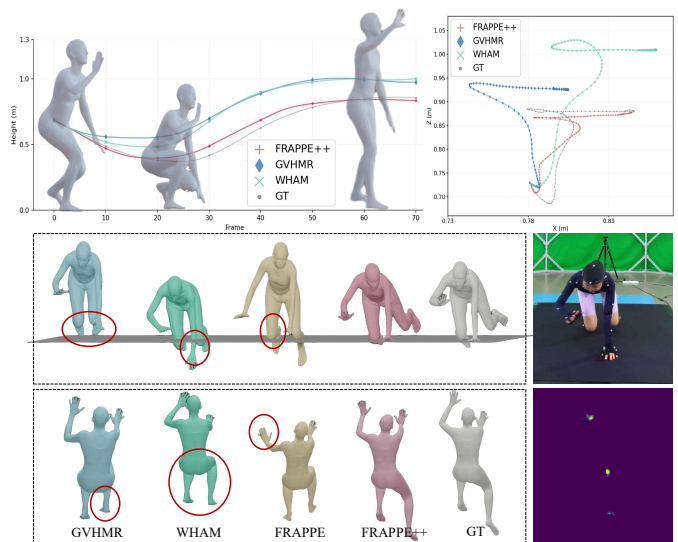 1.3
1.0
0.5
0.0
Height (m)
FRAPPE++
GVHMR
WHAM
GT
0 10 20 30 40 50 60 70
Frame
FRAPPE++
GVHMR
WHAM
GT
1.05
1.00
0.95
0.90
0.85
0.80
0.75
0.70
Z (m)
0.73 0.78 0.83
X (m)
GVHMR WHAM FRAPPE FRAPPE++ GT